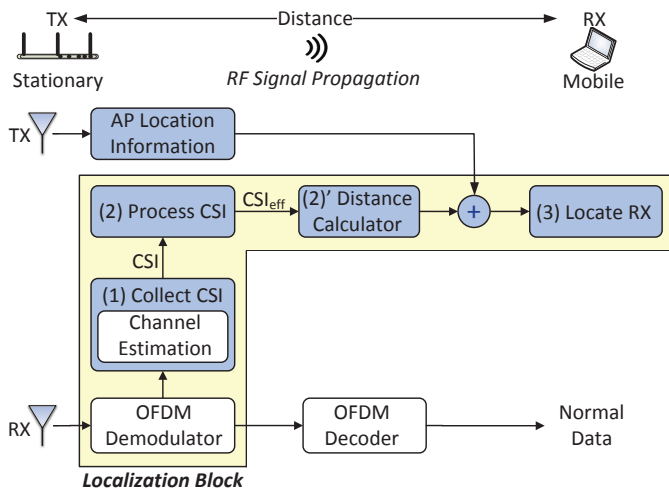 TX Distance RX
Stationary RF Signal Propagation Mobile
TX AP Location
Information
(2) Process CSI CSIeff (2)' Distance
Calculator + (3) Locate RX
CSI
(1) Collect CSI
Channel
Estimation
RX OFDM
Demodulator OFDM
Decoder Normal
Data
Localization Block